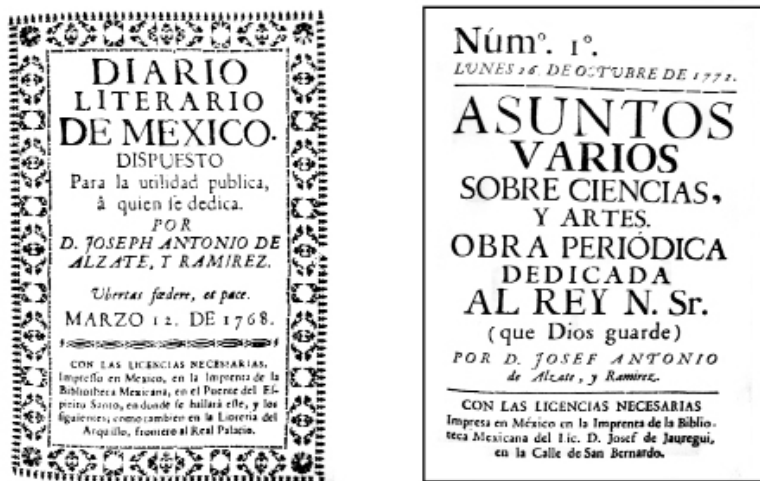 DIARIO
LITERARIO
DE MEXICO.
DISPUESTO
Para la utilidad publica,
â quien ſe dedica.
POR
D. JOSEPH ANTONIO DE
ALZATE, Y RAMIREZ.
Ubertas fœdere, et pace.
MARZO 12. DE 1768.
CON LAS LICENCIAS NECESSARIAS.
Impreſſo en Mexico, en la Imprenta de la
Bibliotheca Mexicana, en el Puente del Eſ-
piritu Santo, en donde ſe hallará eſte, y los
ſiguientes, como tambien en la Libreria del
Arquillo, frontero al Real Palacio.
Núm°. 1°.
LUNES 26. DE OCTUBRE DE 1772.
ASUNTOS
VARIOS
SOBRE CIENCIAS,
Y ARTES.
OBRA PERIÓDICA
DEDICADA
AL REY N. Sr.
(que Dios guarde)
POR D. JOSEF ANTONIO
de Alzate, y Ramirez.
CON LAS LICENCIAS NECESARIAS
Impresa en México en la Imprenta de la Biblio-
teca Mexicana del Lic. D. Josef de Jauregui,
en la Calle de San Bernardo.